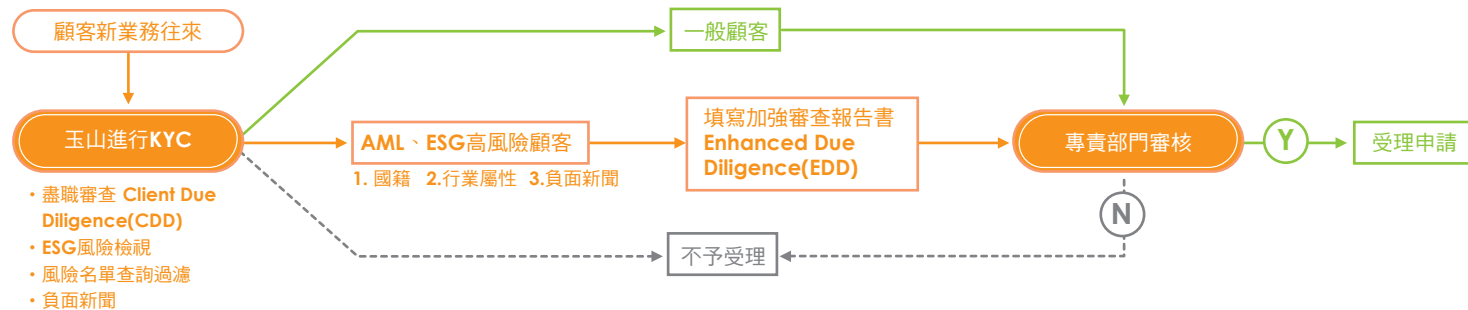 顧客新業務往來
玉山進行KYC
・盡職審查 Client Due
Diligence(CDD)
・ESG風險檢視
・風險名單查詢過濾
・負面新聞
一般顧客
AML、ESG高風險顧客
1. 國籍 2.行業屬性 3.負面新聞
填寫加強審查報告書
Enhanced Due
Diligence(EDD)
不予受理
專責部門審核
Y
N
受理申請